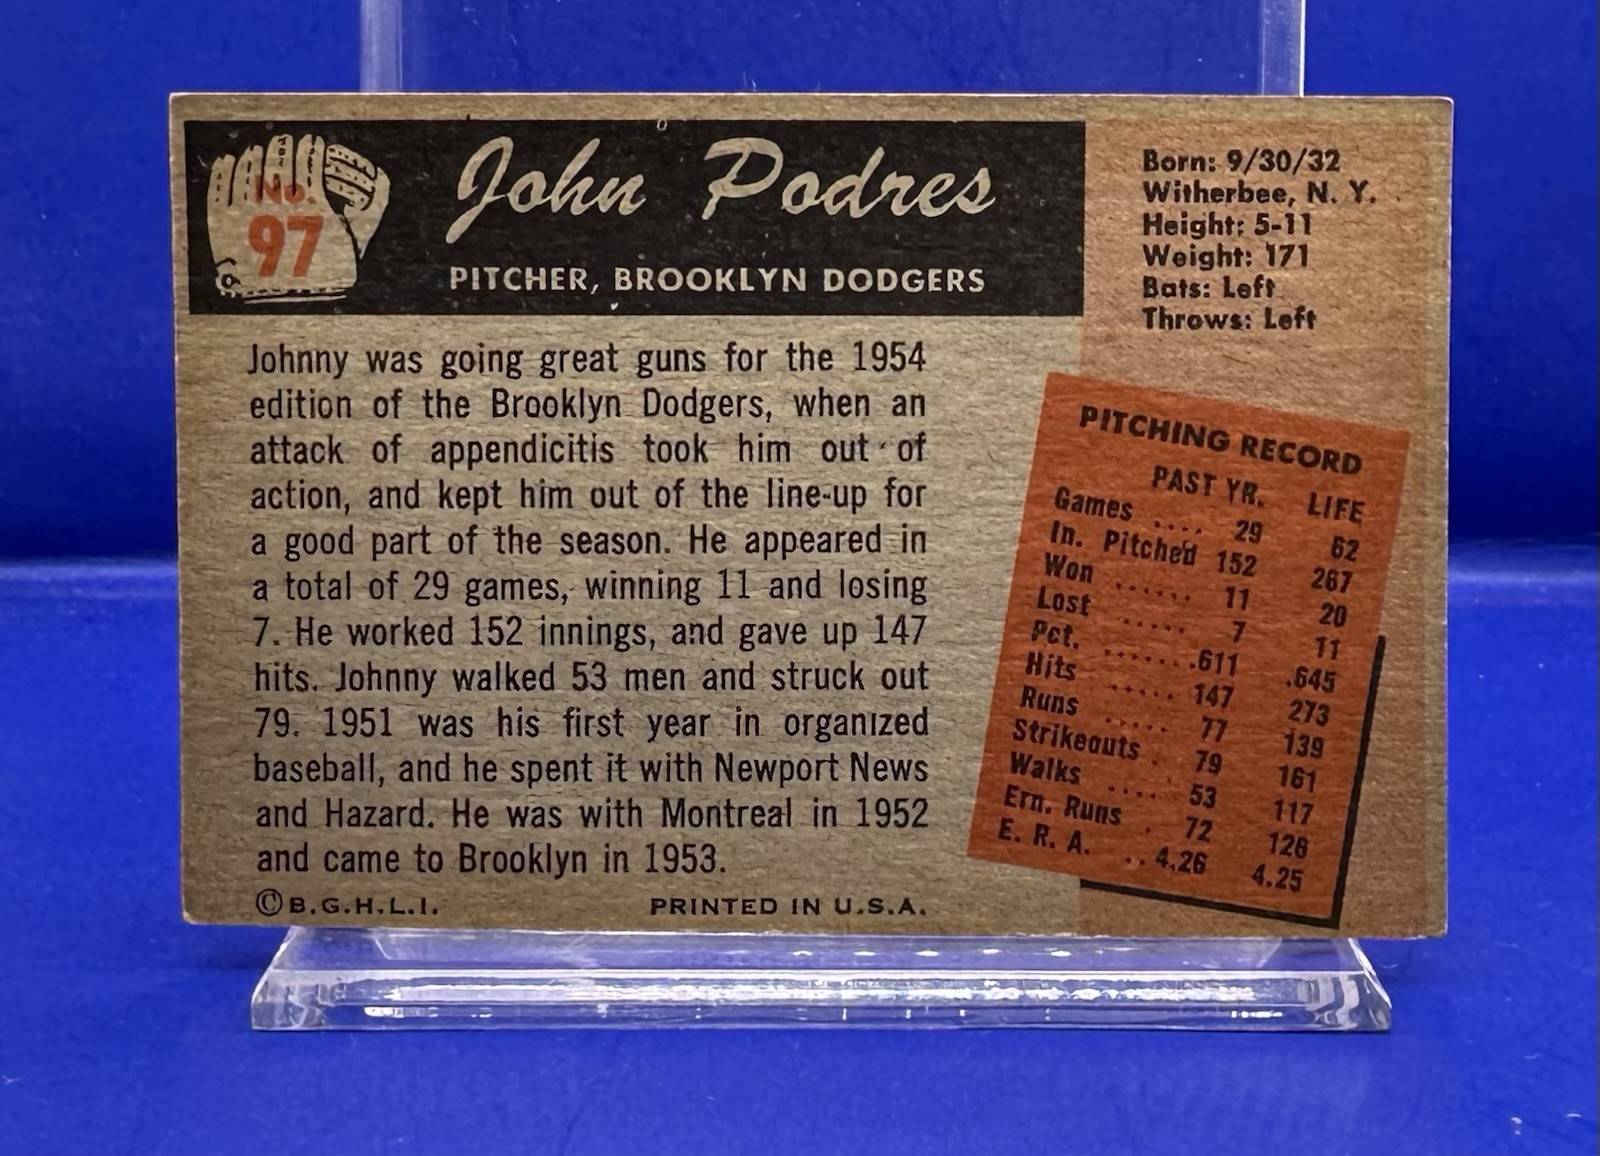 No.
97
John Podres
PITCHER, BROOKLYN DODGERS
Born: 9/30/32
Witherbee, N. Y.
Height: 5-11
Weight: 171
Bats: Left
Throws: Left
Johnny was going great guns for the 1954
edition of the Brooklyn Dodgers, when an
attack of appendicitis took him out of
action, and kept him out of the line-up for
a good part of the season. He appeared in
a total of 29 games, winning 11 and losing
7. He worked 152 innings, and gave up 147
hits. Johnny walked 53 men and struck out
79. 1951 was his first year in organized
baseball, and he spent it with Newport News
and Hazard. He was with Montreal in 1952
and came to Brooklyn in 1953.
©B.G.H.L.I. PRINTED IN U.S.A.
PITCHING RECORD
PAST YR. LIFE
Games .... 29 62
In. Pitched 152 267
Won ...... 11 20
Lost ..... 7 11
Pct. .......611 .645
Hits ..... 147 273
Runs ..... 77 139
Strikeouts . 79 161
Walks .... 53 117
Ern. Runs . 72 126
E. R. A. .. 4.26 4.25